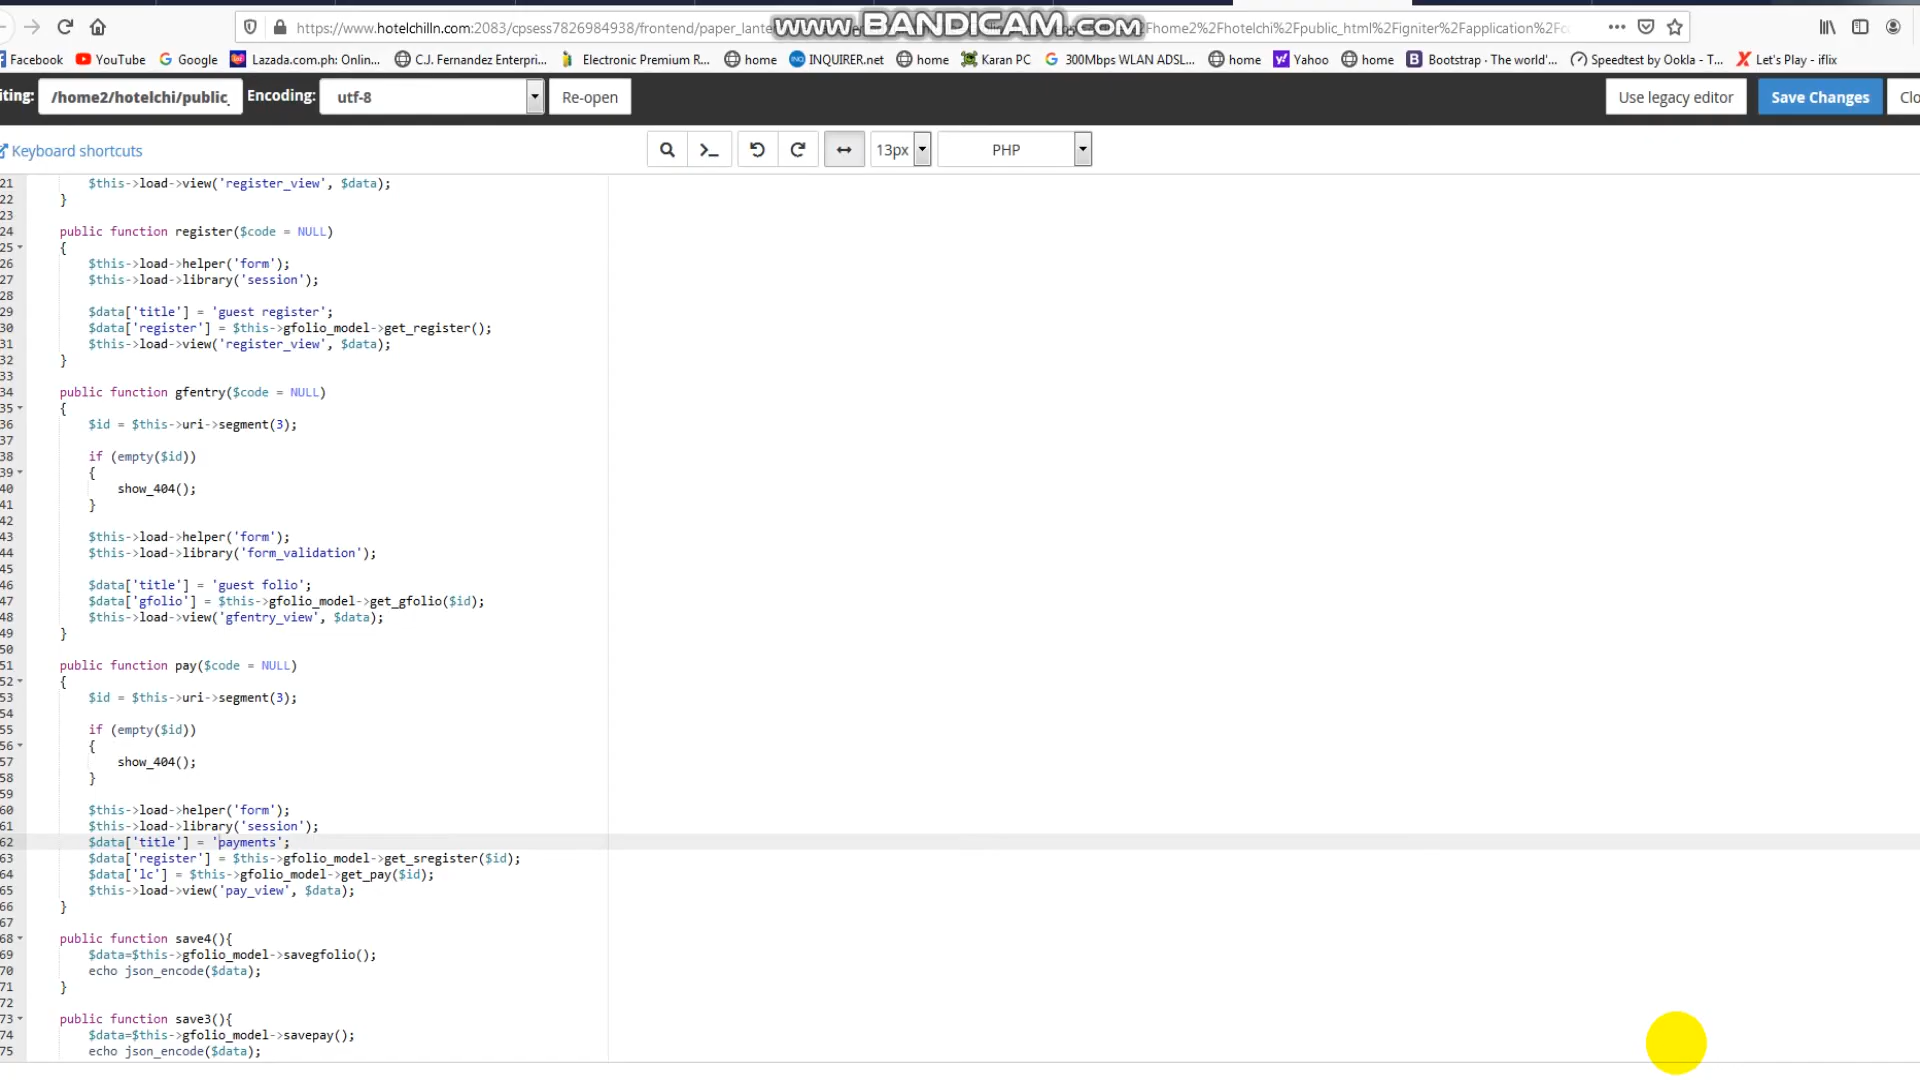 www.BANDICAM.com
https://www.hotelchilln.com:2083/cpsess7826984938/frontend/paper_lante
Fhome2%2Fhotelchi%2Fpublic_html%2Figniter%2Fapplication%2Fc
Facebook YouTube Google Lazada.com.ph: Onlin... C.J. Fernandez Enterpri... Electronic Premium R... home INQUIRER.net home Karan PC 300Mbps WLAN ADSL... home Yahoo home Bootstrap · The world'... Speedtest by Ookla - T... Let's Play - iflix
iting: /home2/hotelchi/public_ Encoding: utf-8 Re-open Use legacy editor Save Changes Clo
Keyboard shortcuts 13px PHP
21 $this->load->view('register_view', $data);
22 }
23
24 public function register($code = NULL)
25 {
26 $this->load->helper('form');
27 $this->load->library('session');
28
29 $data['title'] = 'guest register';
30 $data['register'] = $this->gfolio_model->get_register();
31 $this->load->view('register_view', $data);
32 }
33
34 public function gfentry($code = NULL)
35 {
36 $id = $this->uri->segment(3);
37
38 if (empty($id))
39 {
40 show_404();
41 }
42
43 $this->load->helper('form');
44 $this->load->library('form_validation');
45
46 $data['title'] = 'guest folio';
47 $data['gfolio'] = $this->gfolio_model->get_gfolio($id);
48 $this->load->view('gfentry_view', $data);
49 }
50
51 public function pay($code = NULL)
52 {
53 $id = $this->uri->segment(3);
54
55 if (empty($id))
56 {
57 show_404();
58 }
59
60 $this->load->helper('form');
61 $this->load->library('session');
62 $data['title'] = 'payments';
63 $data['register'] = $this->gfolio_model->get_sregister($id);
64 $data['lc'] = $this->gfolio_model->get_pay($id);
65 $this->load->view('pay_view', $data);
66 }
67
68 public function save4(){
69 $data=$this->gfolio_model->savegfolio();
70 echo json_encode($data);
71 }
72
73 public function save3(){
74 $data=$this->gfolio_model->savepay();
75 echo json_encode($data);